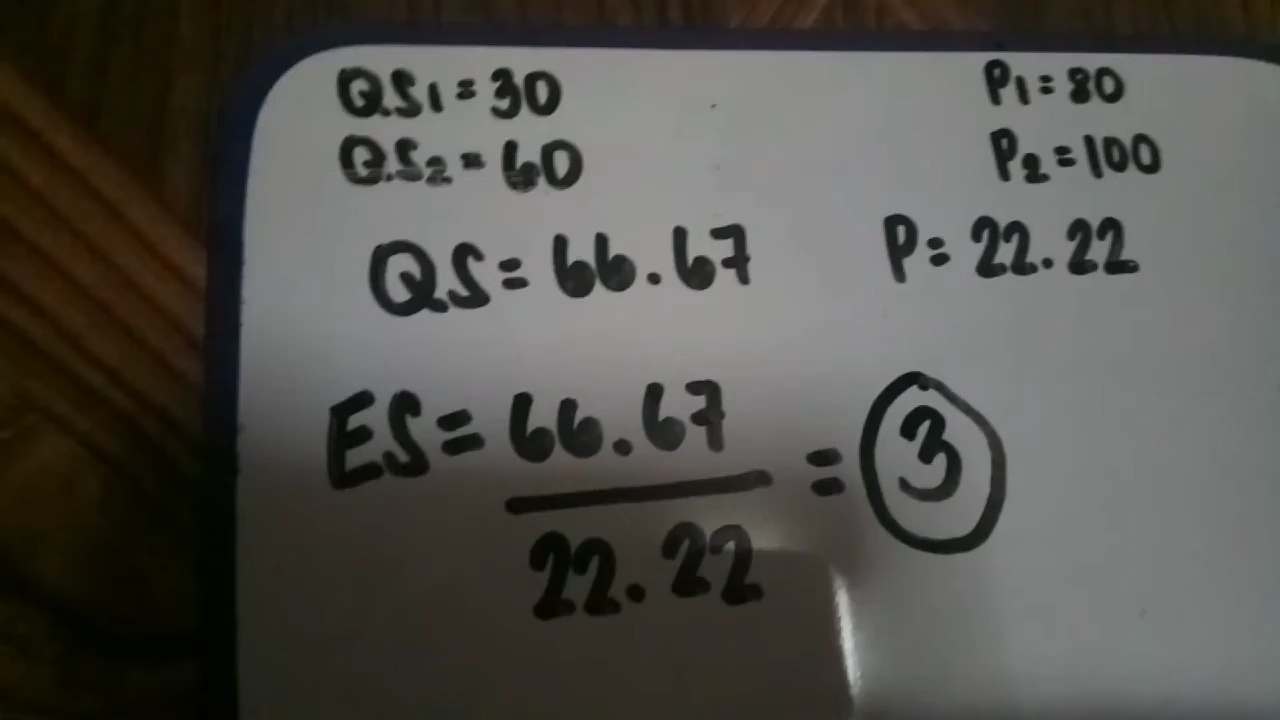 QS1 = 30 P1 = 80
QS2 = 60 P2 = 100
QS = 66.67 P = 22.22
ES = 66.67 = 3
22.22